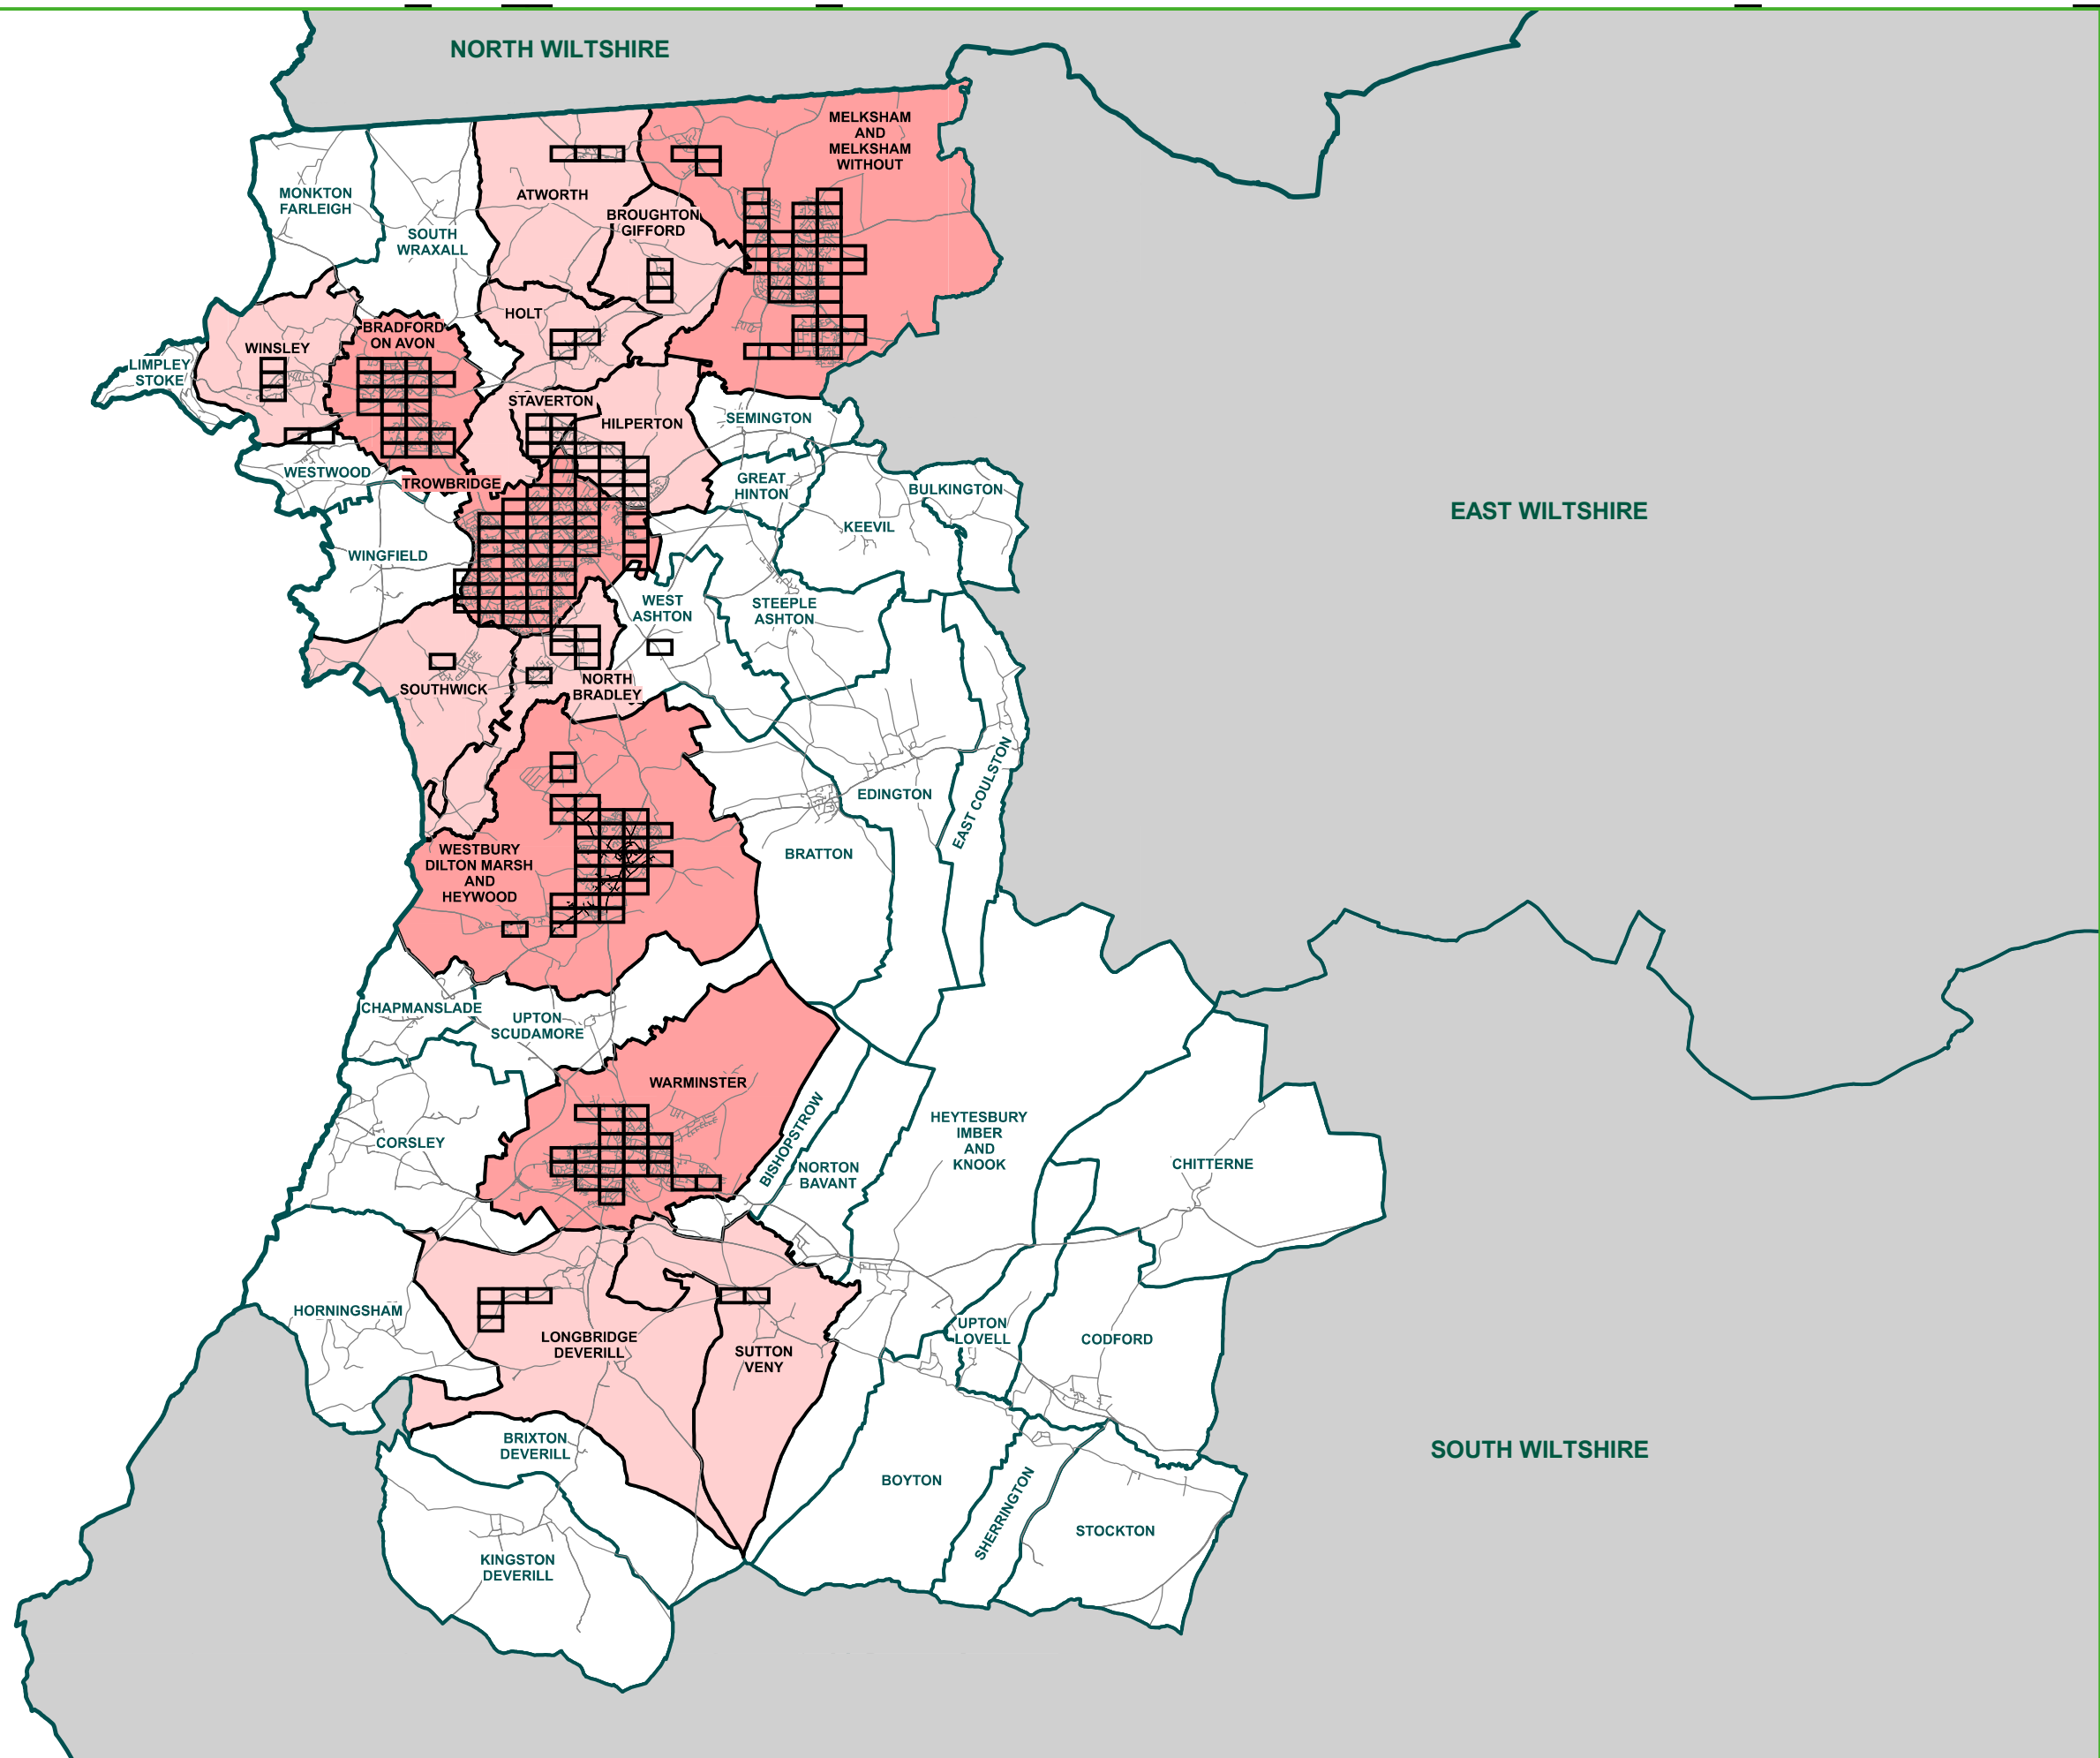 NORTH WILTSHIRE
MELKSHAM
AND
MELKSHAM
WITHOUT
MONKTON
FARLEIGH
ATWORTH
BROUGHTON
GIFFORD
SOUTH
WRAXALL
HOLT
BRADFORD
ON AVON
WINSLEY
LIMPLEY
STOKE
STAVERTON
HILPERTON
SEMINGTON
WESTWOOD
TROWBRIDGE
GREAT
HINTON
BULKINGTON
KEEVIL
EAST WILTSHIRE
WINGFIELD
WEST
ASHTON
STEEPLE
ASHTON
SOUTHWICK
NORTH
BRADLEY
EDINGTON
EAST COULSTON
BRATTON
WESTBURY
DILTON MARSH
AND
HEYWOOD
CHAPMANSLADE
UPTON
SCUDAMORE
WARMINSTER
BISHOPSTROW
HEYTESBURY
IMBER
AND
KNOOK
CORSLEY
NORTON
BAVANT
CHITTERNE
HORNINGSHAM
LONGBRIDGE
DEVERILL
SUTTON
VENY
UPTON
LOVELL
CODFORD
BRIXTON
DEVERILL
SOUTH WILTSHIRE
BOYTON
SHERRINGTON
STOCKTON
KINGSTON
DEVERILL